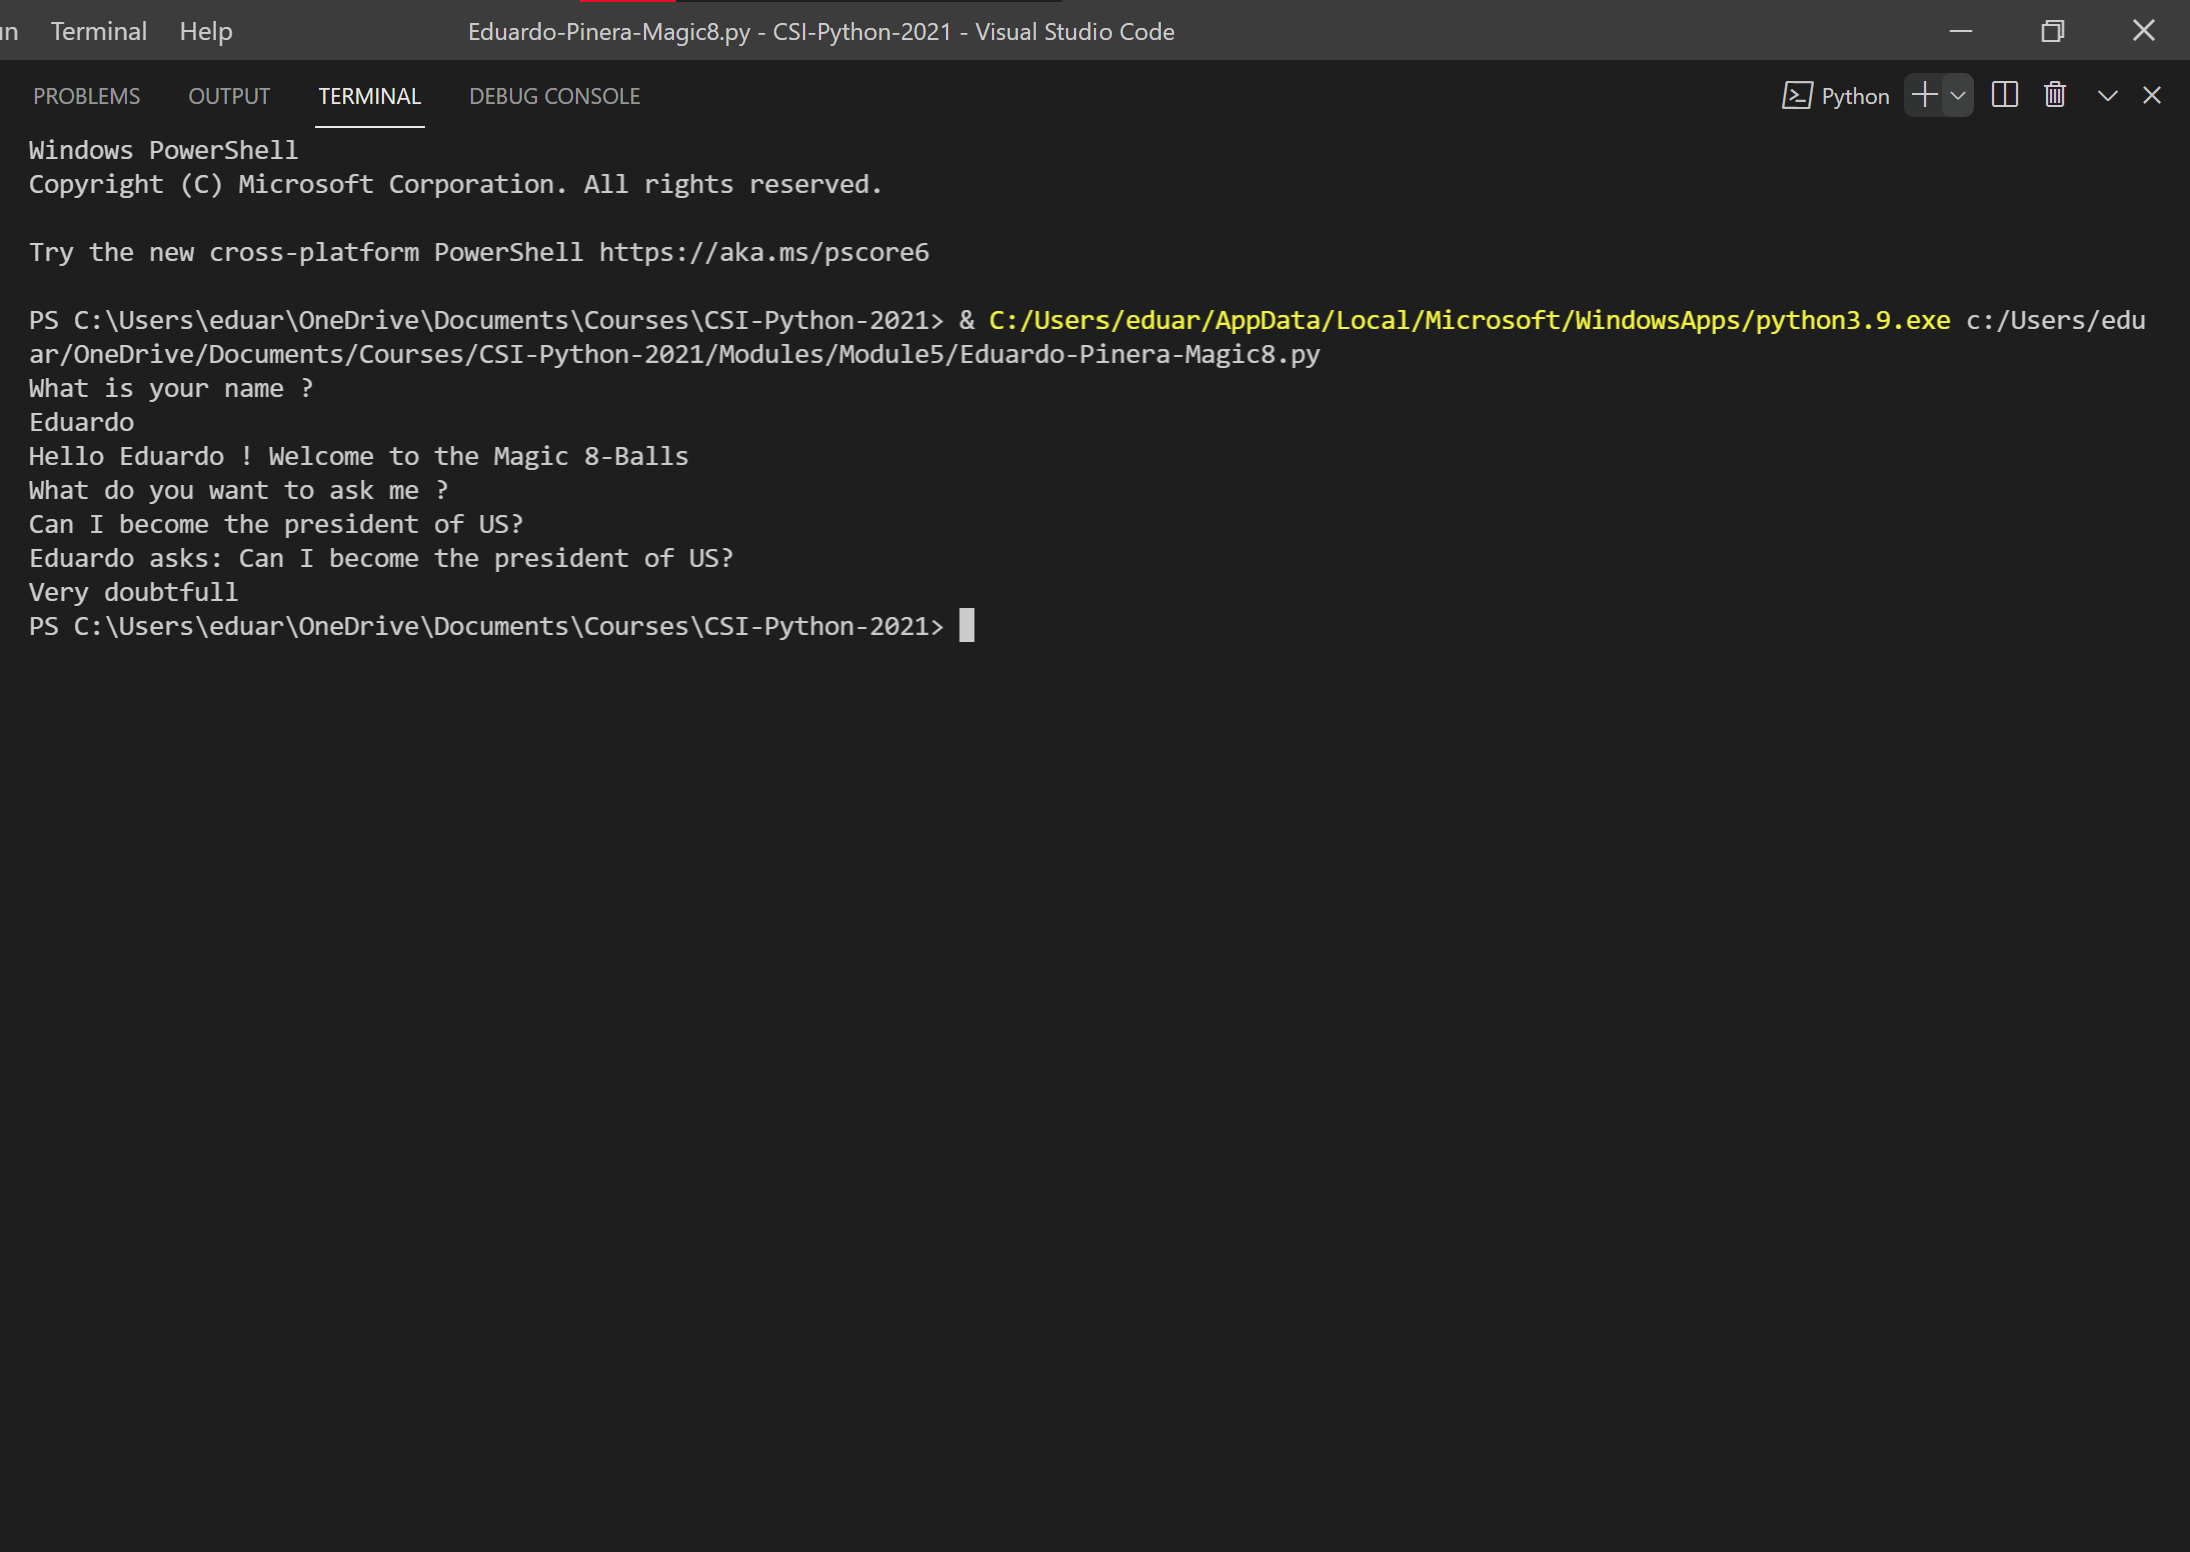 Terminal Help Eduardo-Pinera-Magic8.py - CSI-Python-2021 - Visual Studio Code
PROBLEMS OUTPUT TERMINAL DEBUG CONSOLE Python
Windows PowerShell
Copyright (C) Microsoft Corporation. All rights reserved.
Try the new cross-platform PowerShell https://aka.ms/pscore6
PS C:\Users\eduar\OneDrive\Documents\Courses\CSI-Python-2021> & C:/Users/eduar/AppData/Local/Microsoft/WindowsApps/python3.9.exe c:/Users/edu
ar/OneDrive/Documents/Courses/CSI-Python-2021/Modules/Module5/Eduardo-Pinera-Magic8.py
What is your name ?
Eduardo
Hello Eduardo ! Welcome to the Magic 8-Balls
What do you want to ask me ?
Can I become the president of US?
Eduardo asks: Can I become the president of US?
Very doubtfull
PS C:\Users\eduar\OneDrive\Documents\Courses\CSI-Python-2021>